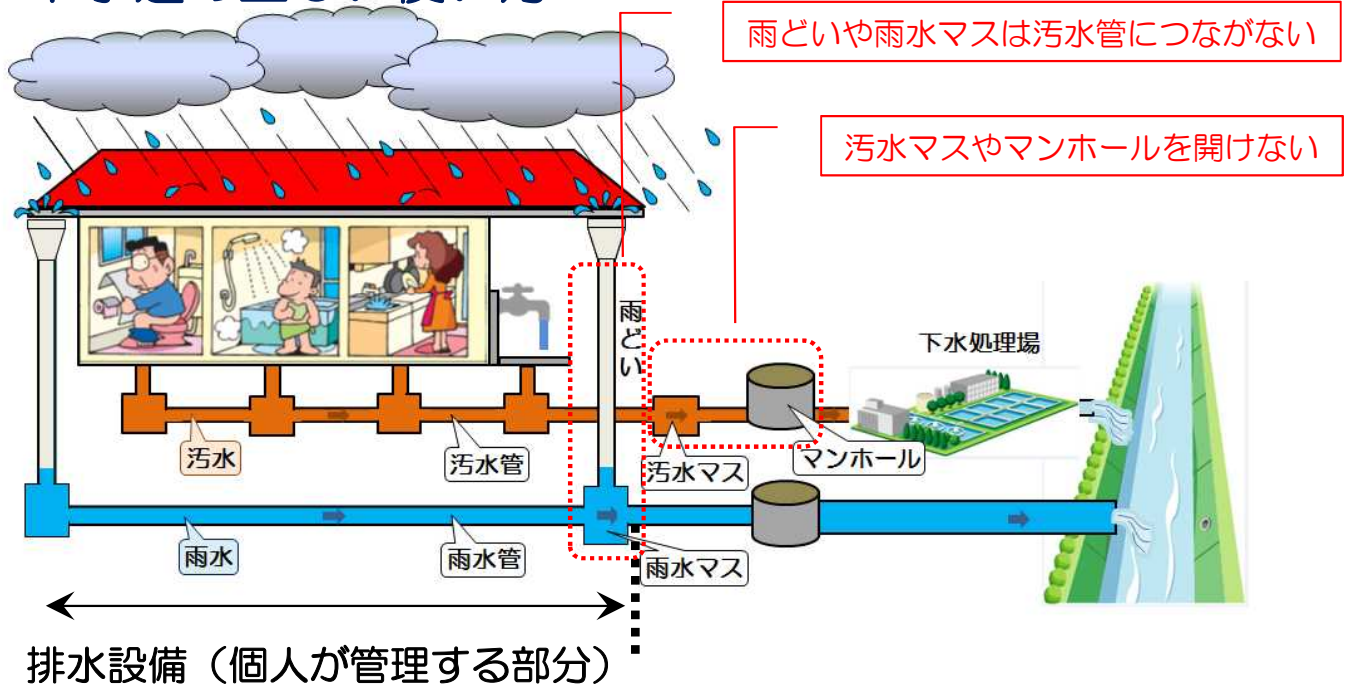 雨どいや雨水マスは汚水管につながない
汚水マスやマンホールを開けない
雨どい
下水処理場
汚水
汚水管
汚水マス
マンホール
雨水
雨水管
雨水マス
排水設備（個人が管理する部分）